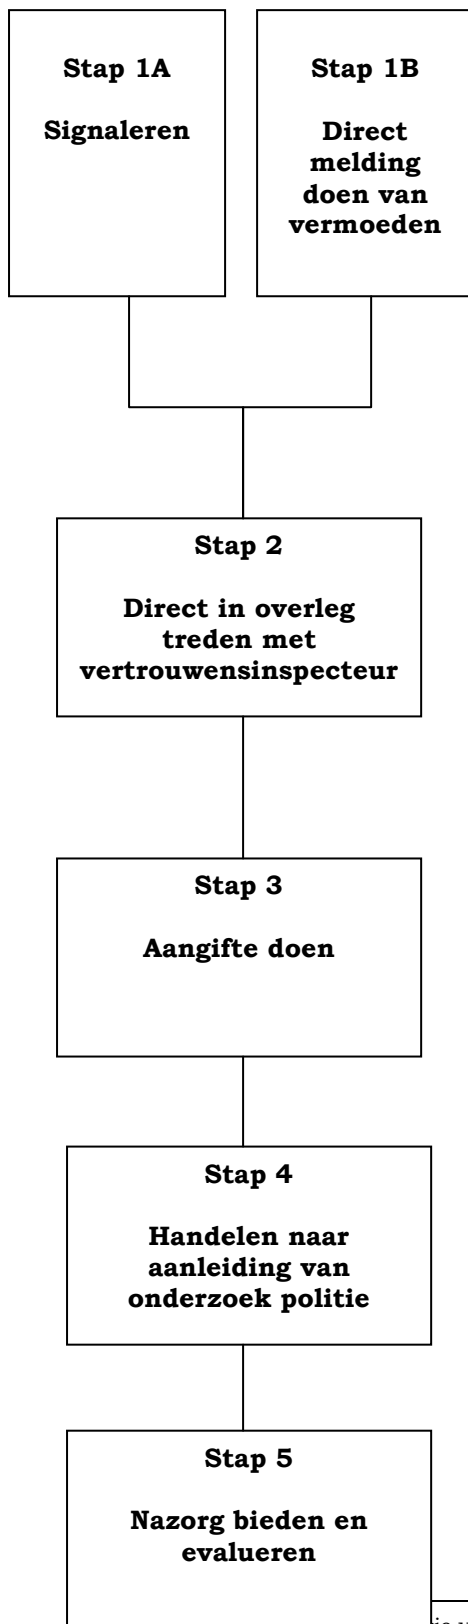 Stap 1A
Signaleren
Stap 1B
Direct
melding
doen van
vermoeden
Stap 2
Direct in overleg
treden met
vertrouwensinspecteur
Stap 3
Aangifte doen
Stap 4
Handelen naar
aanleiding van
onderzoek politie
Stap 5
Nazorg bieden en
evalueren